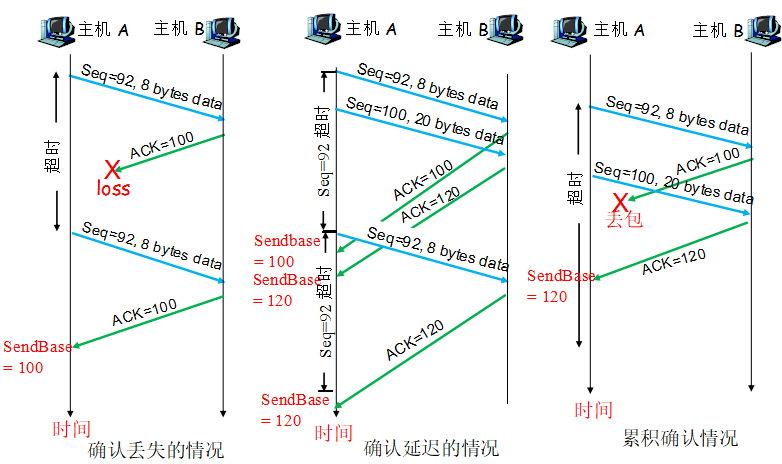 主机 A
主机 B
Seq=92, 8 bytes data
超时
ACK=100
X
loss
Seq=92, 8 bytes data
ACK=100
SendBase
= 100
时间
确认丢失的情况
主机 A
主机 B
Seq=92, 8 bytes data
Seq=100, 20 bytes data
Seq=92 超时
ACK=100
ACK=120
Sendbase
= 100
SendBase
= 120
Seq=92, 8 bytes data
Seq=92 超时
ACK=120
SendBase
= 120
时间
确认延迟的情况
主机 A
主机 B
Seq=92, 8 bytes data
超时
ACK=100
Seq=100, 20 bytes data
X
丢包
ACK=120
SendBase
= 120
时间
累积确认情况